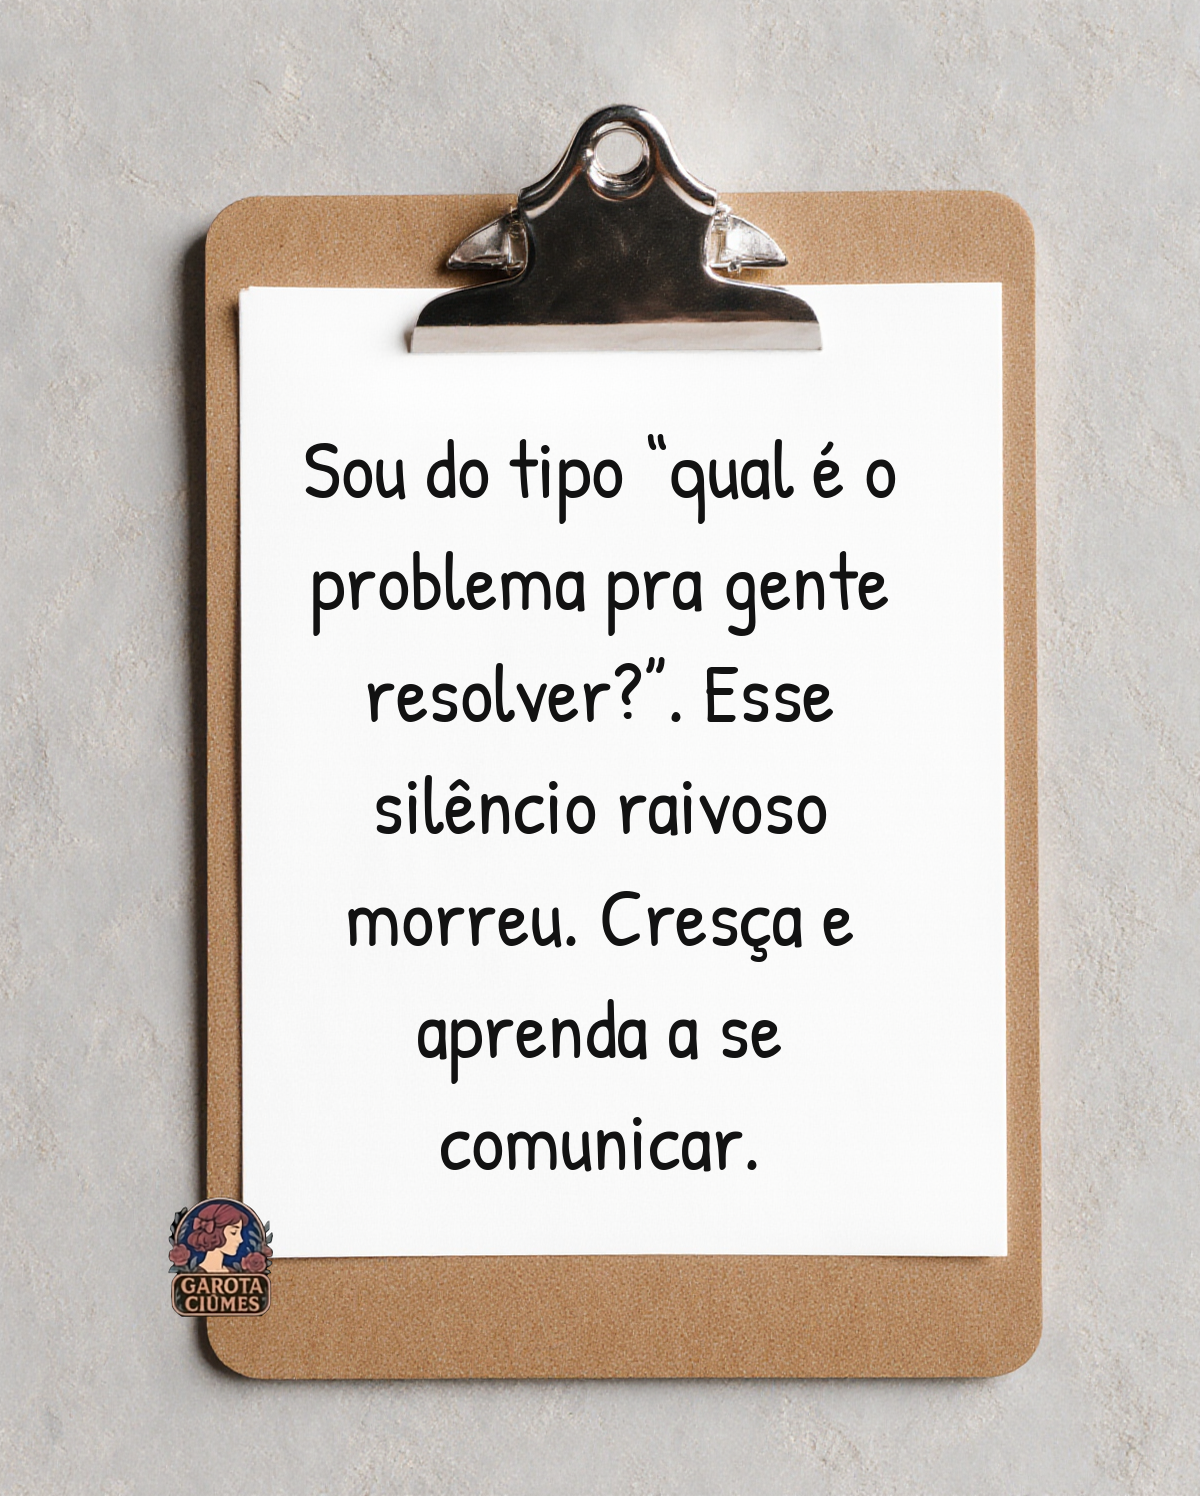 Sou do tipo “qual é o
problema pra gente
resolver?”. Esse
silêncio raivoso
morreu. Cresça e
aprenda a se
comunicar.
GAROTA
CIÚMES